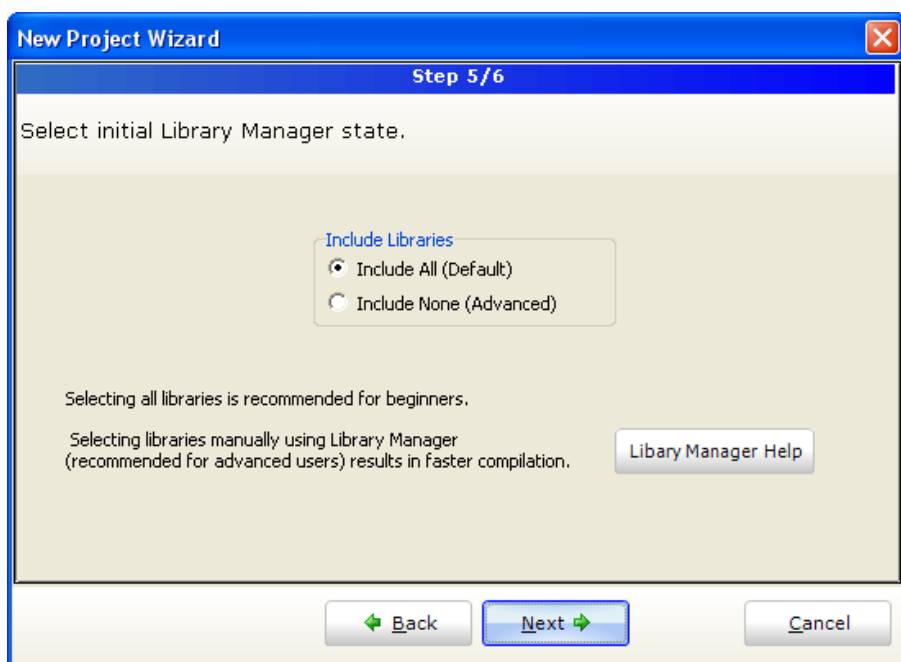 New Project Wizard
Step 5/6
Select initial Library Manager state.
Include Libraries
Include All (Default)
Include None (Advanced)
Selecting all libraries is recommended for beginners.
Selecting libraries manually using Library Manager
(recommended for advanced users) results in faster compilation.
Libary Manager Help
Back
Next
Cancel